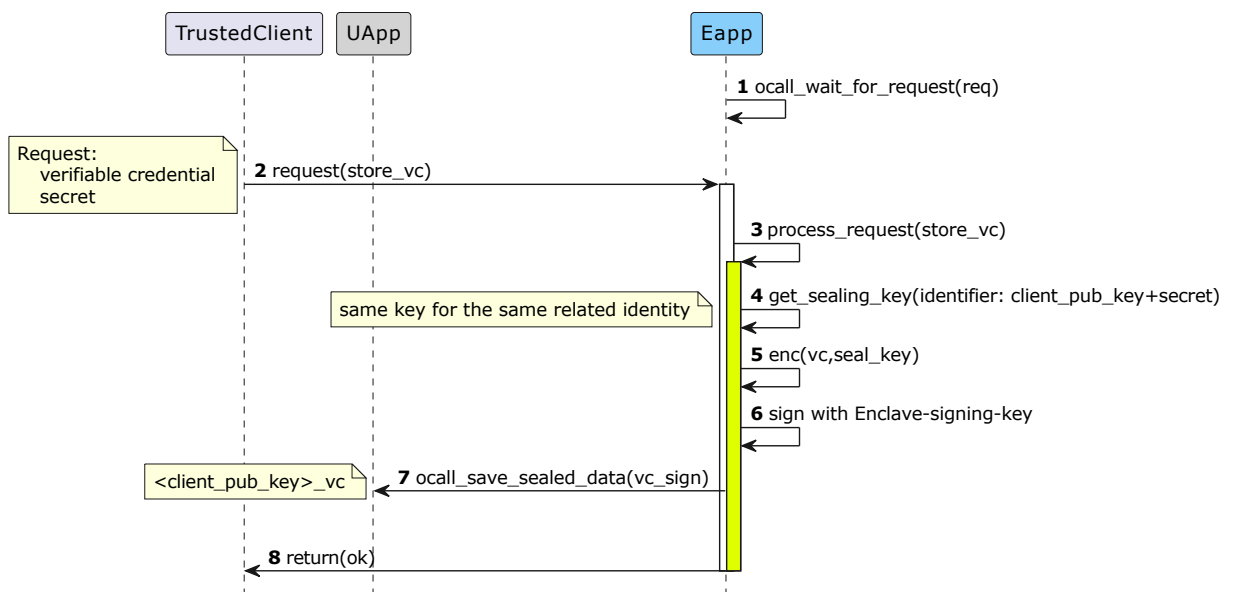 TrustedClient UApp Eapp
1 ocall_wait_for_request(req)
Request:
verifiable credential
secret
2 request(store_vc)
3 process_request(store_vc)
same key for the same related identity
4 get_sealing_key(identifier: client_pub_key+secret)
5 enc(vc,seal_key)
6 sign with Enclave-signing-key
<client_pub_key>_vc
7 ocall_save_sealed_data(vc_sign)
8 return(ok)